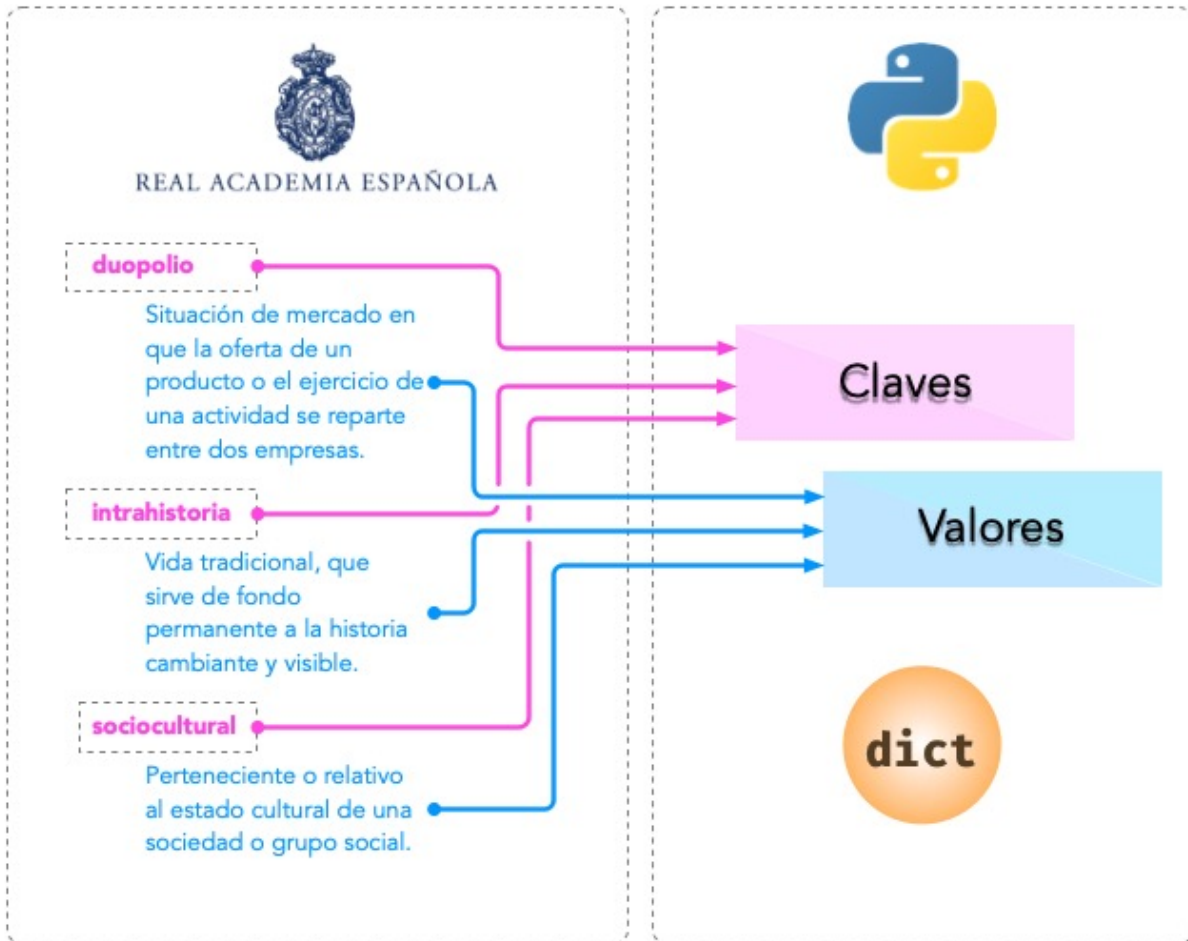 REAL ACADEMIA ESPAÑOLA
duopolio
Situación de mercado en
que la oferta de un
producto o el ejercicio de
una actividad se reparte
entre dos empresas.
intrahistoria
Vida tradicional, que
sirve de fondo
permanente a la historia
cambiante y visible.
sociocultural
Perteneciente o relativo
al estado cultural de una
sociedad o grupo social.
Claves
Valores
dict